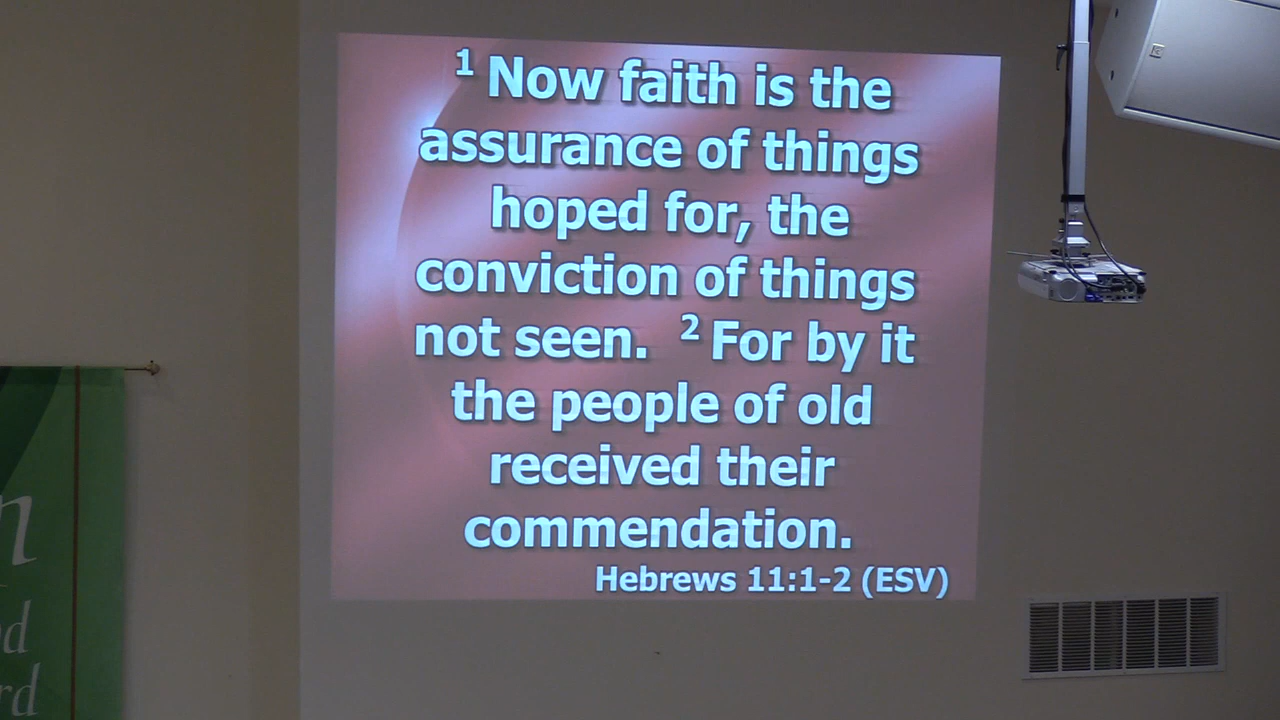 1 Now faith is the
assurance of things
hoped for, the
conviction of things
not seen. 2 For by it
the people of old
received their
commendation.
Hebrews 11:1-2 (ESV)